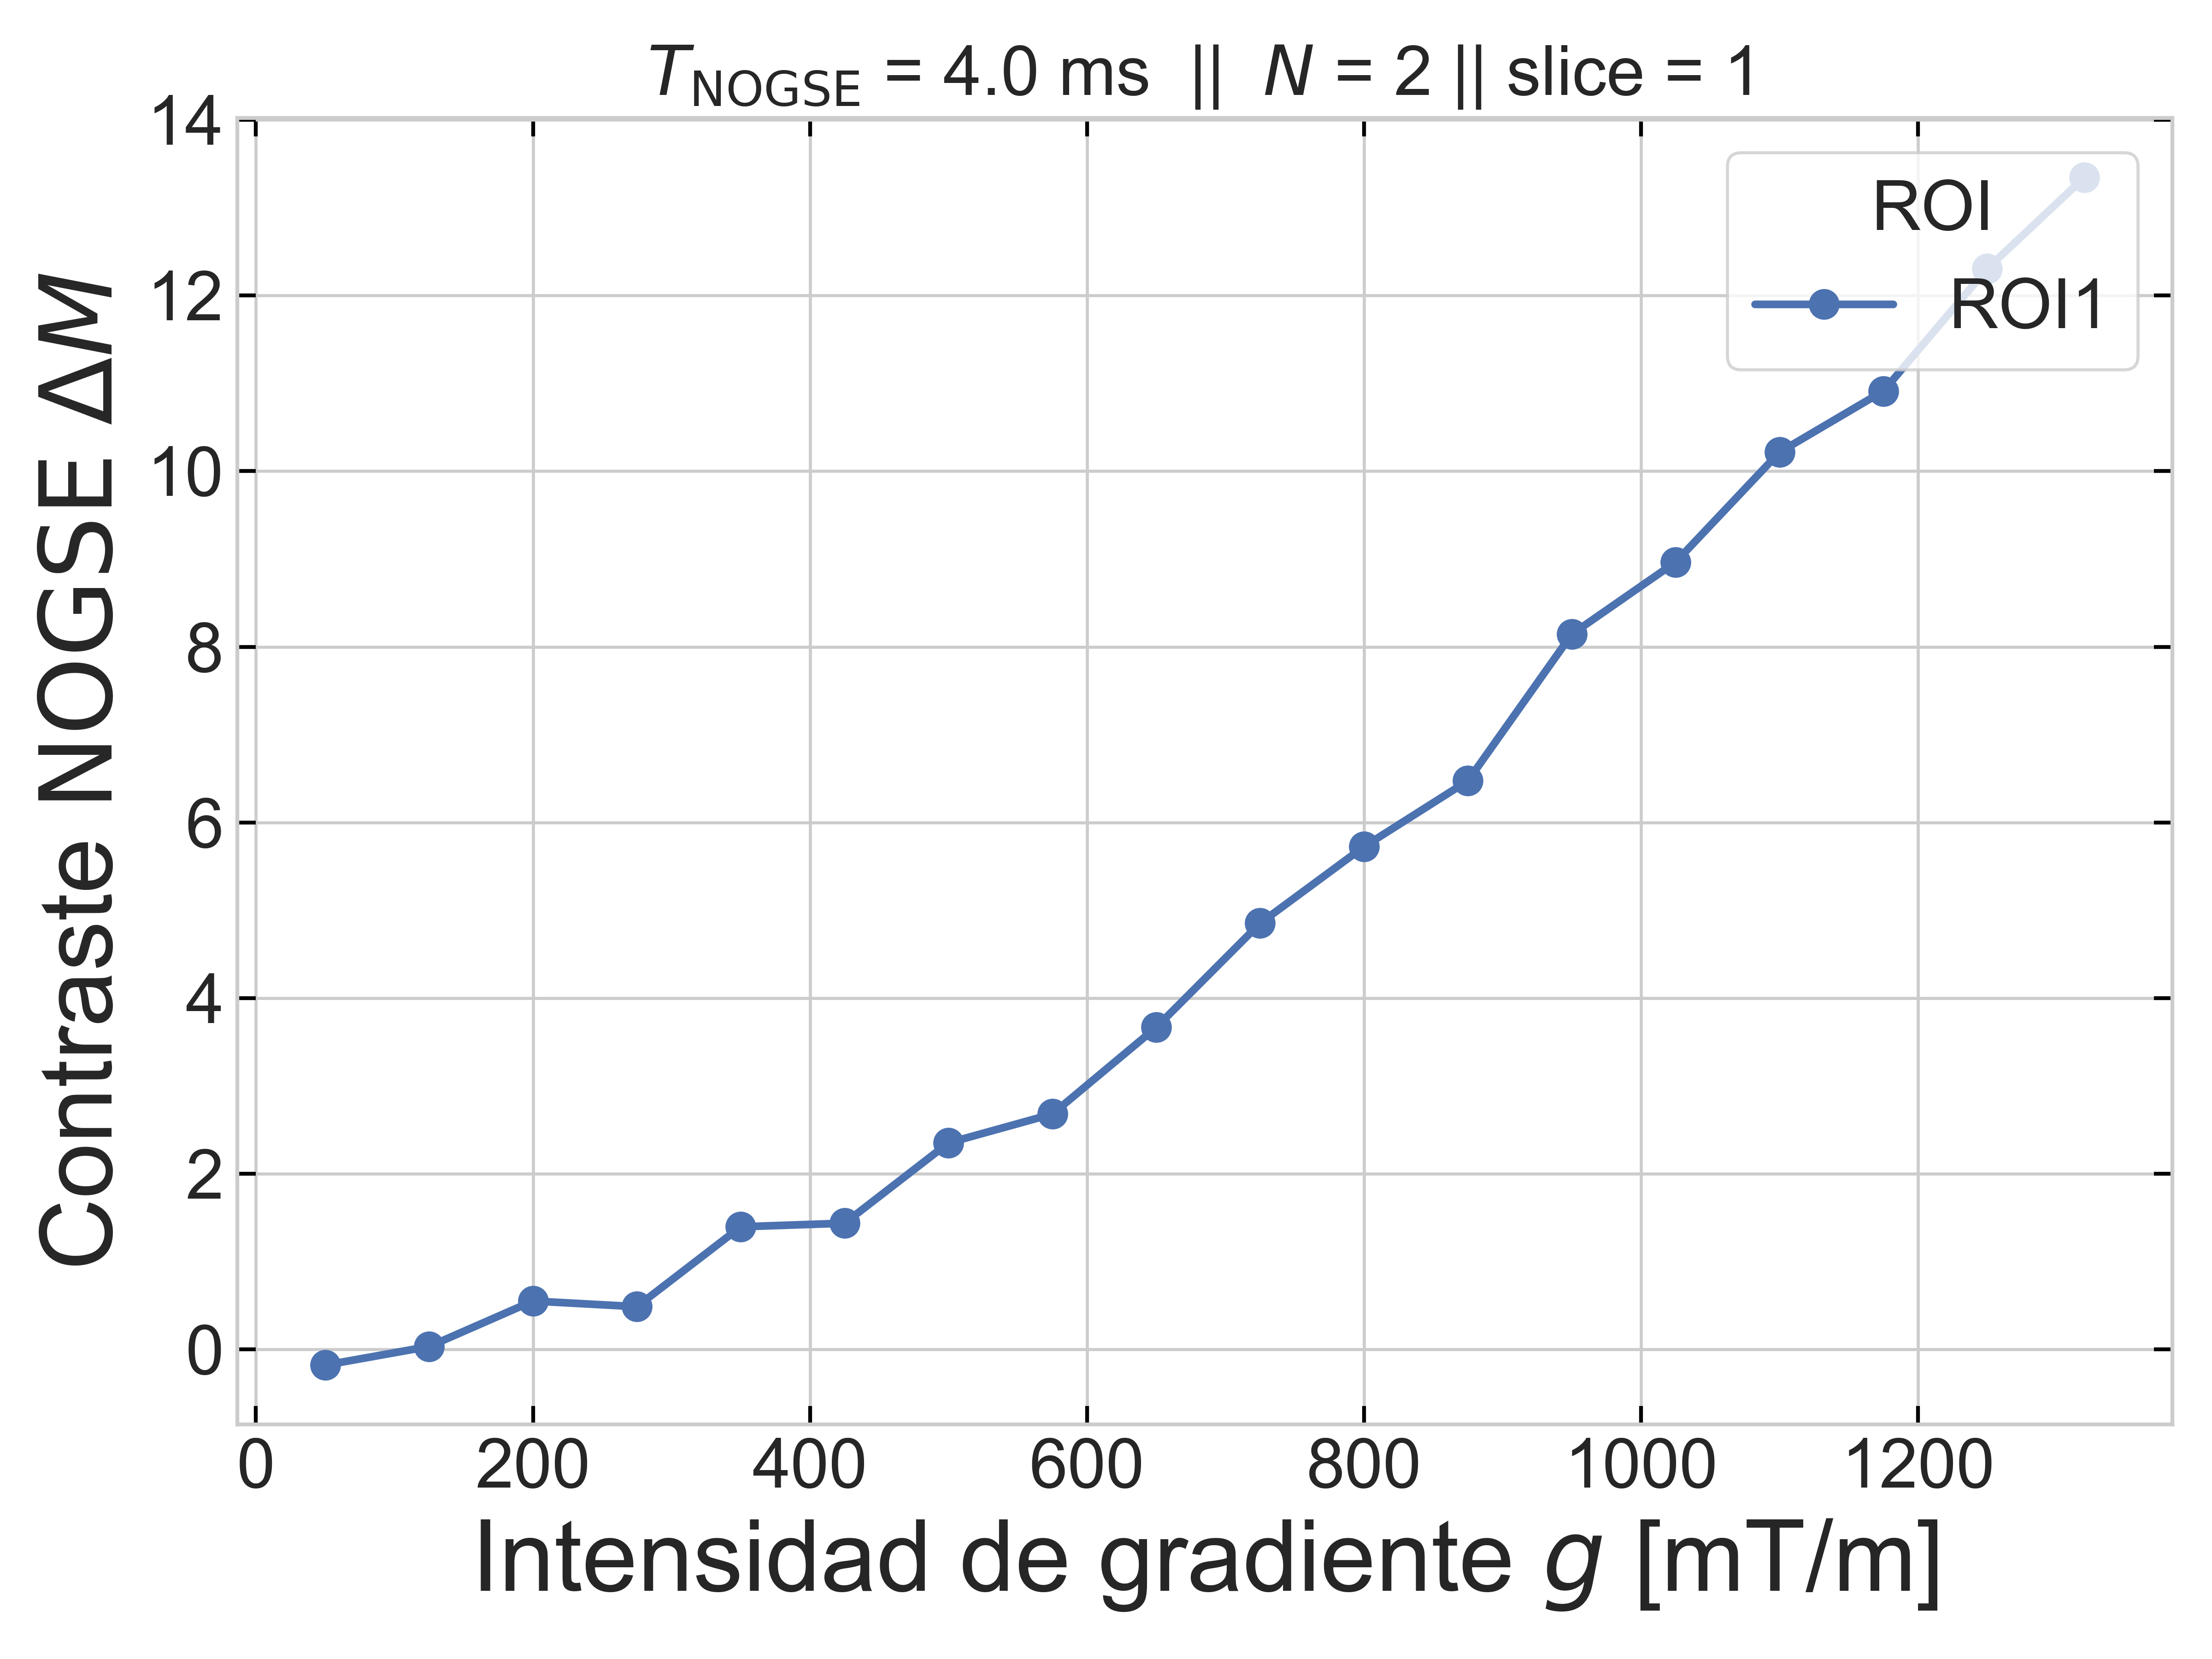 T_NOGSE = 4.0 ms || N = 2 || slice = 1
Contraste NOGSE ΔM
14
12
10
8
6
4
2
0
ROI
ROI1
0 200 400 600 800 1000 1200
Intensidad de gradiente g [mT/m]